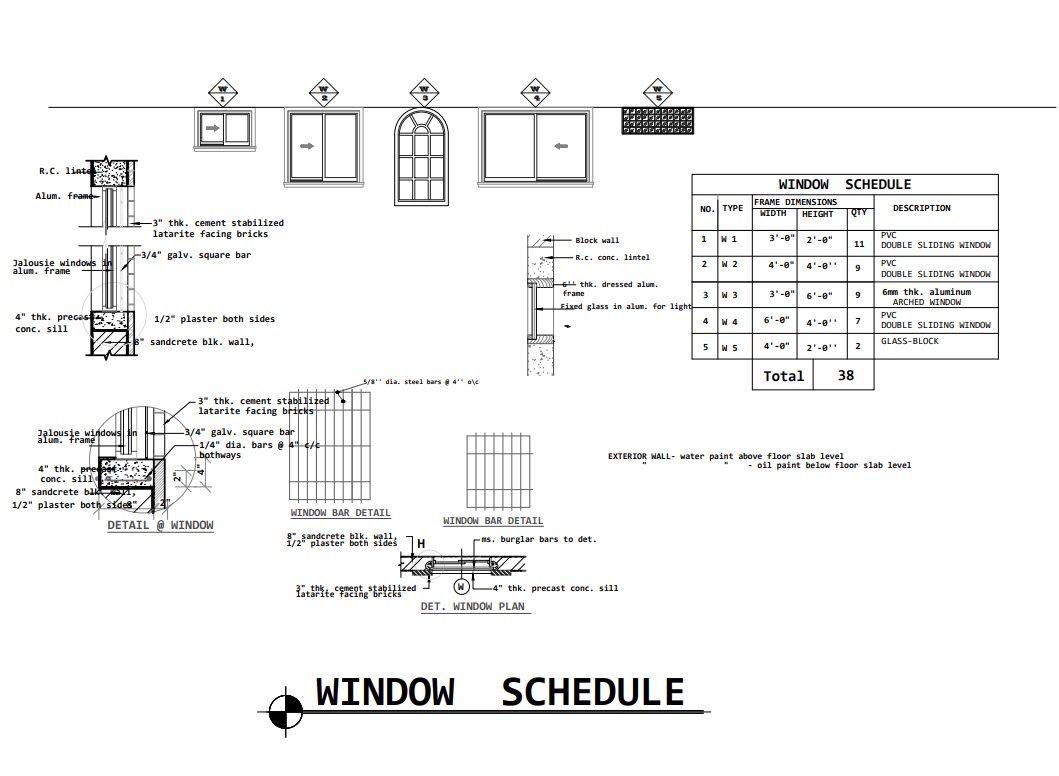 W
1
W
2
W
3
W
4
W
5
R.C. lintel
Alum. frame
3" thk. cement stabilized
latarite facing bricks
3/4" galv. square bar
Jalousie windows in
alum. frame
4" thk. precast
conc. sill
1/2" plaster both sides
8" sandcrete blk. wall,
Block wall
R.c. conc. lintel
6'' thk. dressed alum.
frame
Fixed glass in alum. for light
WINDOW SCHEDULE
NO. TYPE FRAME DIMENSIONS QTY DESCRIPTION
WIDTH HEIGHT
1 W 1 3'-0" 2'-0" 11 PVC
DOUBLE SLIDING WINDOW
2 W 2 4'-0" 4'-0'' 9 PVC
DOUBLE SLIDING WINDOW
3 W 3 3'-0" 6'-0" 9 6mm thk. aluminum
ARCHED WINDOW
4 W 4 6'-0" 4'-0'' 7 PVC
DOUBLE SLIDING WINDOW
5 W 5 4'-0" 2'-0'' 2 GLASS-BLOCK
Total 38
5/8'' dia. steel bars @ 4'' o\c
3" thk. cement stabilized
latarite facing bricks
Jalousie windows in
alum. frame
3/4" galv. square bar
1/4" dia. bars @ 4" c/c
bothways
4" thk. precast
conc. sill
2"
4"
8" sandcrete blk. wall,
1/2" plaster both sides
8"
2"
DETAIL @ WINDOW
WINDOW BAR DETAIL
WINDOW BAR DETAIL
EXTERIOR WALL- water paint above floor slab level
" " - oil paint below floor slab level
8" sandcrete blk. wall,
1/2" plaster both sides
H
ms. burglar bars to det.
3" thk. cement stabilized
latarite facing bricks
W
4" thk. precast conc. sill
DET. WINDOW PLAN
WINDOW SCHEDULE